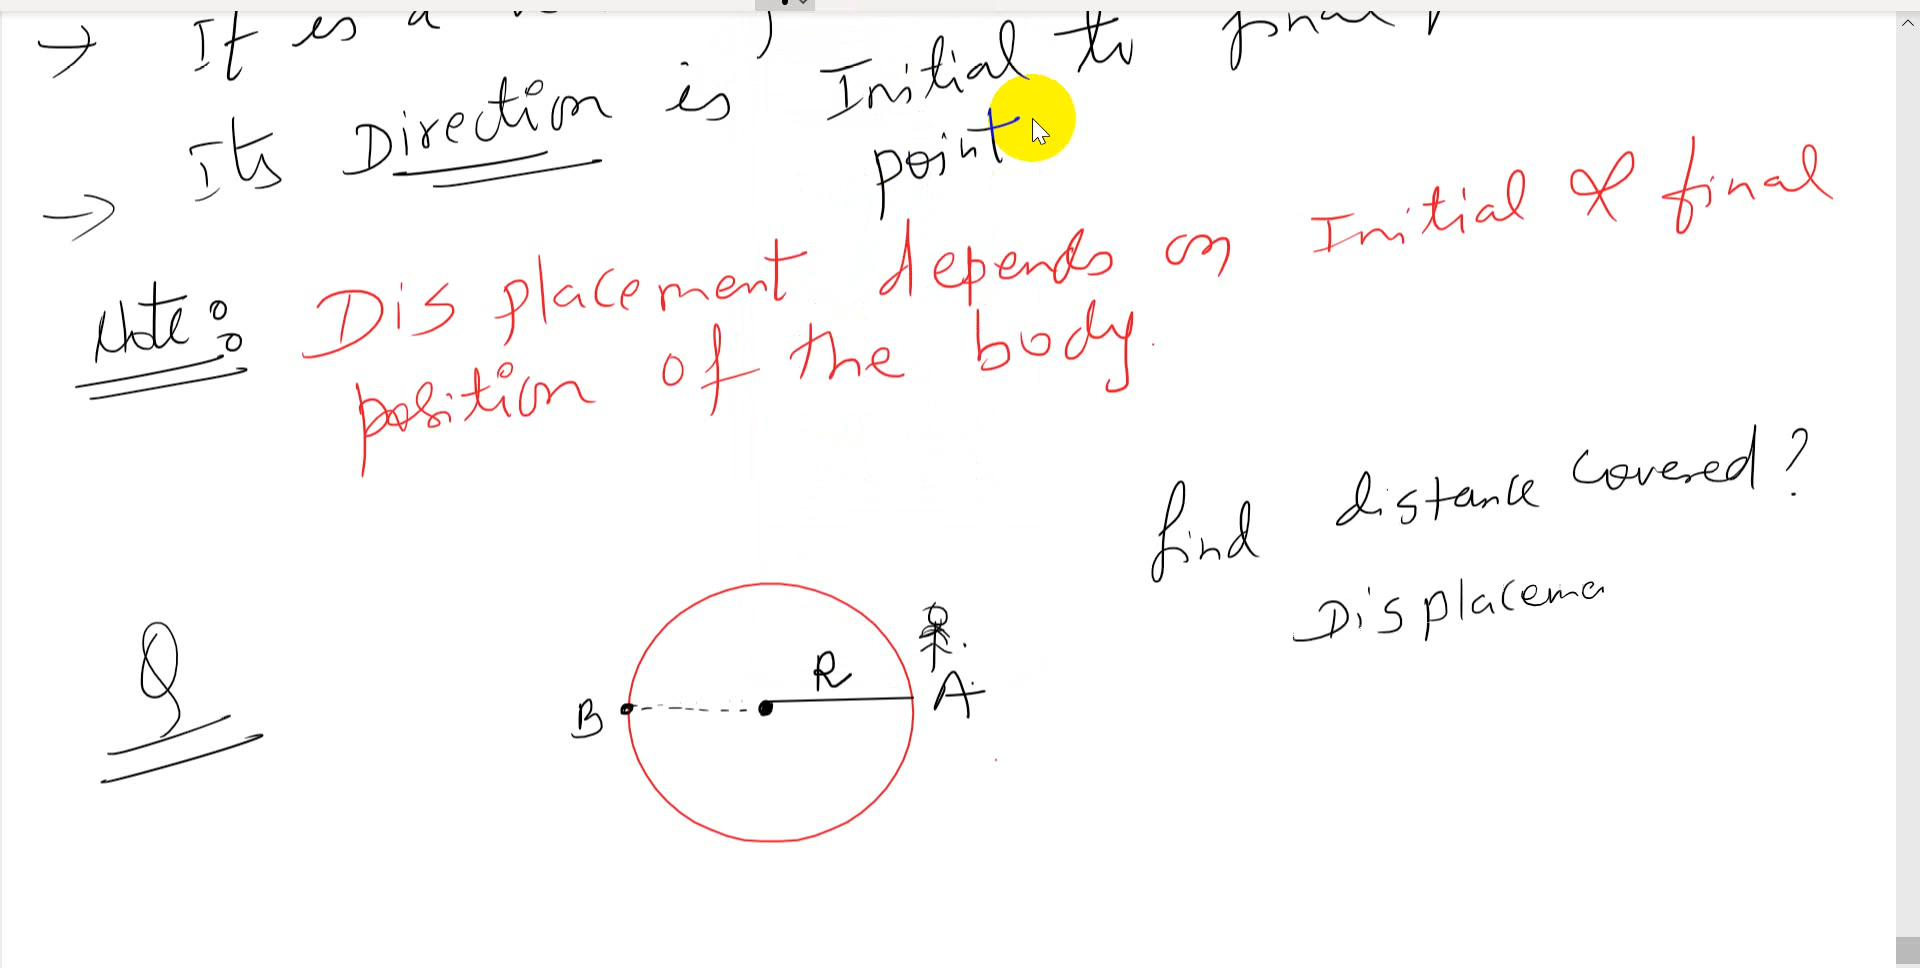 → It is a
→ Its Direction is Initial to final
point
Note: Displacement depends on Initial & final
position of the body.
find distance covered?
Displaceme
Q
R
B
A